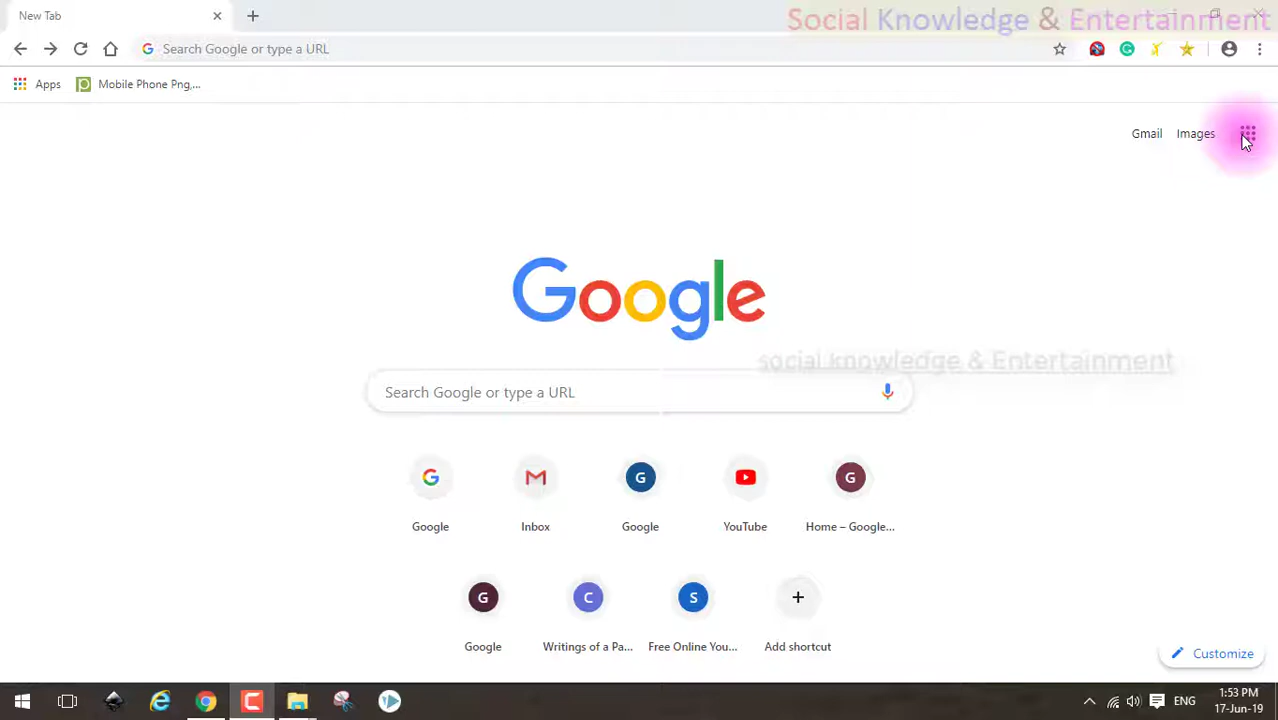 New Tab
Social Knowledge & Entertainment
Search Google or type a URL
Apps
Mobile Phone Png,...
Gmail
Images
Google
social knowledge & Entertainment
Search Google or type a URL
G
G
Google
Inbox
Google
YouTube
Home – Google...
G
C
S
Google
Writings of a Pa...
Free Online You...
Add shortcut
Customize
ENG
1:53 PM
17-Jun-19